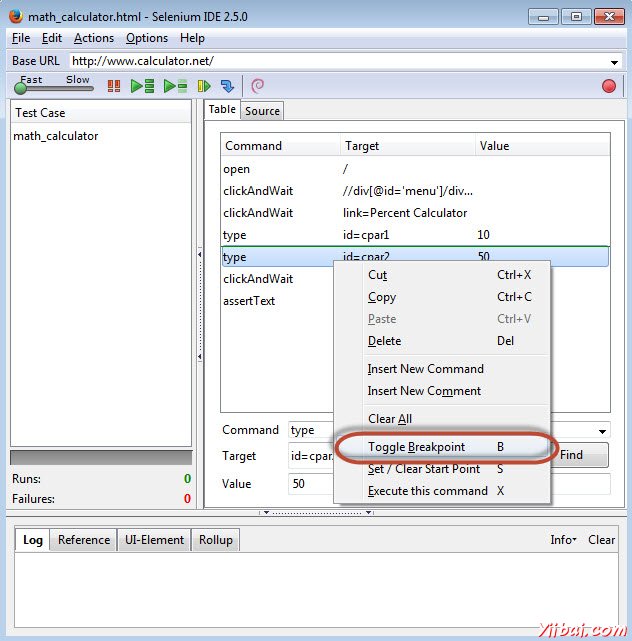 math_calculator.html - Selenium IDE 2.5.0
File Edit Actions Options Help
Base URL http://www.calculator.net/
Fast Slow
Test Case
math_calculator
Table Source
Command Target Value
open /
clickAndWait //div[@id='menu']/div...
clickAndWait link=Percent Calculator
type id=cpar1 10
type id=cpar2 50
clickAndWait
assertText
Cut Ctrl+X
Copy Ctrl+C
Paste Ctrl+V
Delete Del
Insert New Command
Insert New Comment
Clear All
Toggle Breakpoint B
Set / Clear Start Point S
Execute this command X
Command type
Target id=cpar Find
Value 50
Runs: 0
Failures: 0
Log Reference UI-Element Rollup Info Clear
Yiibai.com